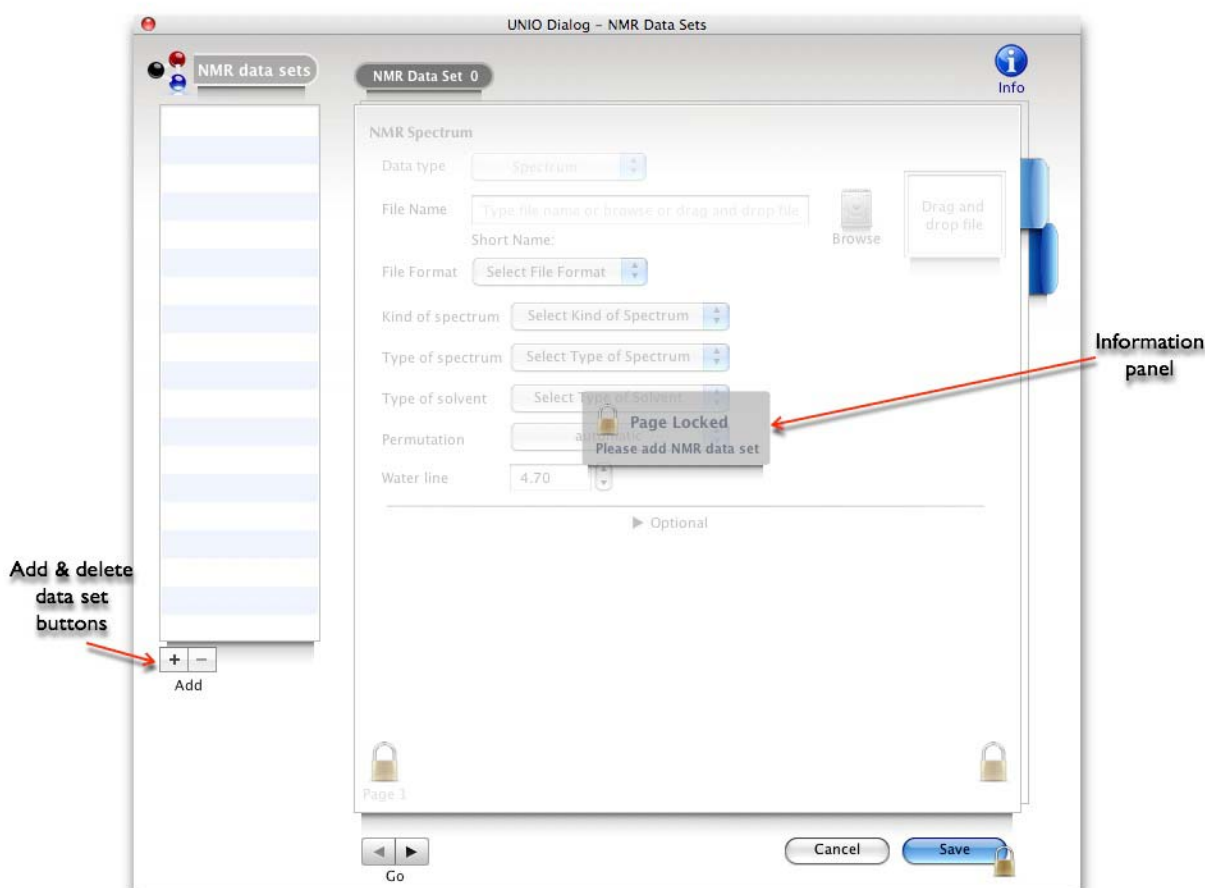 UNIO Dialog – NMR Data Sets
NMR data sets
NMR Data Set 0
Info
NMR Spectrum
Data type Spectrum
File Name Type file name or browse or drag and drop file
Browse
Drag and
drop file
Short Name:
File Format Select File Format
Kind of spectrum Select Kind of Spectrum
Type of spectrum Select Type of Spectrum
Type of solvent Select Type of Solvent
Information
panel
Page Locked
Please add NMR data set
Permutation automatic
Water line 4.70
Optional
Add & delete
data set
buttons
+ −
Add
Page 1
Go
Cancel
Save